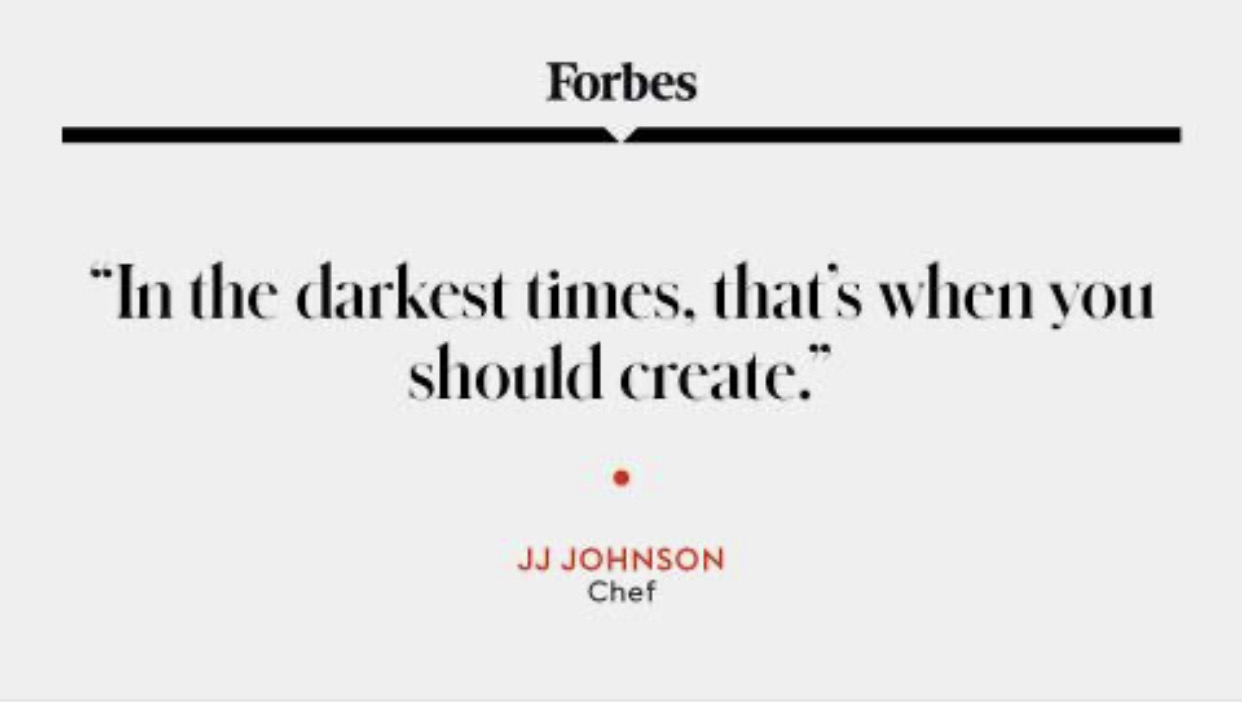 Forbes
“In the darkest times, that’s when you
should create.”
JJ JOHNSON
Chef